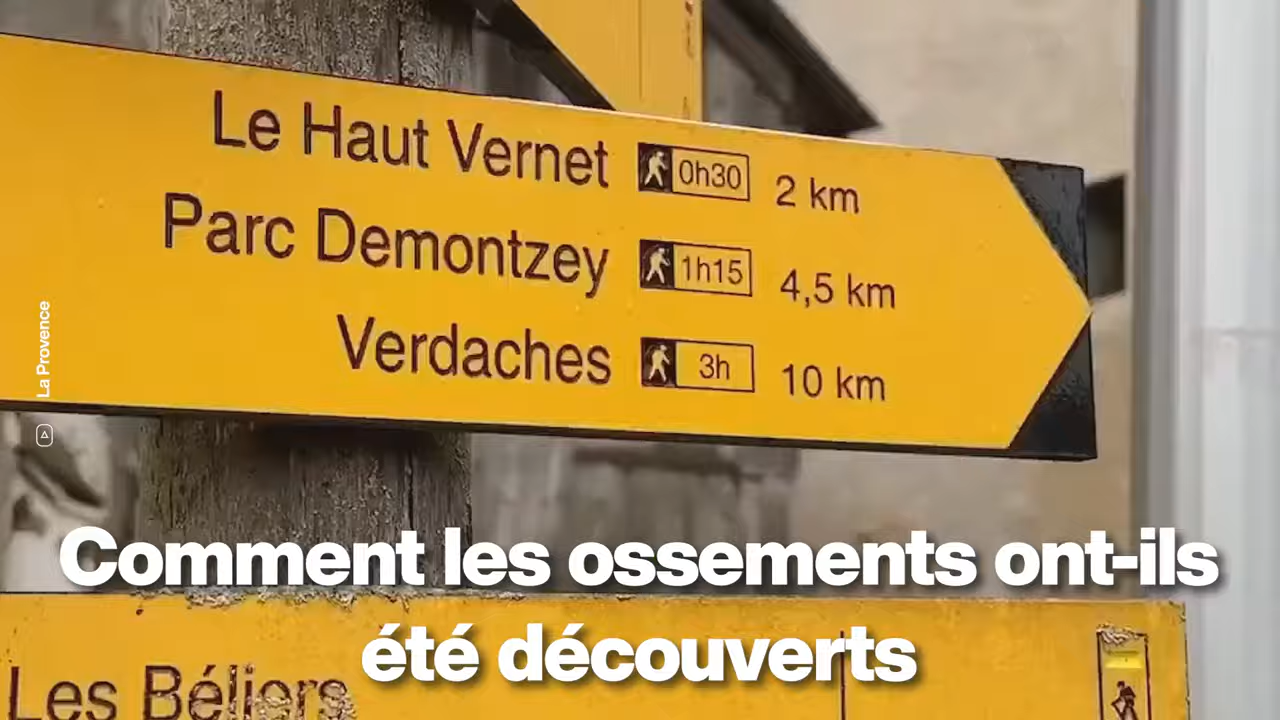 Le Haut Vernet 0h30 2 km
Parc Demontzey 1h15 4,5 km
Verdaches 3h 10 km
La Provence
Comment les ossements ont-ils
été découverts
Les Béliers